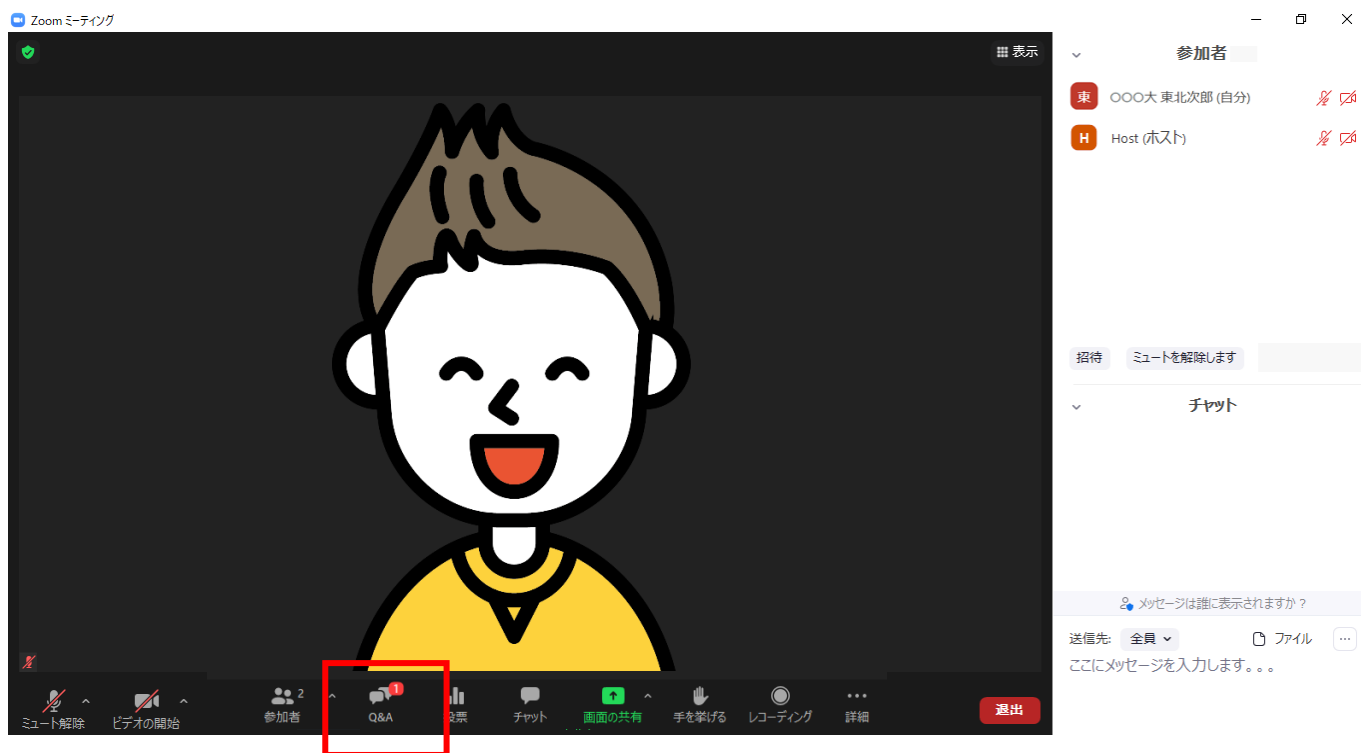 Zoom ミーティング
表示
参加者
東 〇〇〇大 東北次郎 (自分)
H Host (ホスト)
招待 ミュートを解除します
チャット
メッセージは誰に表示されますか？
送信先: 全員 ファイル
ここにメッセージを入力します。。。
2 1
ミュート解除 ビデオの開始 参加者 Q&A 投票 チャット 画面の共有 手を挙げる レコーディング 詳細 退出